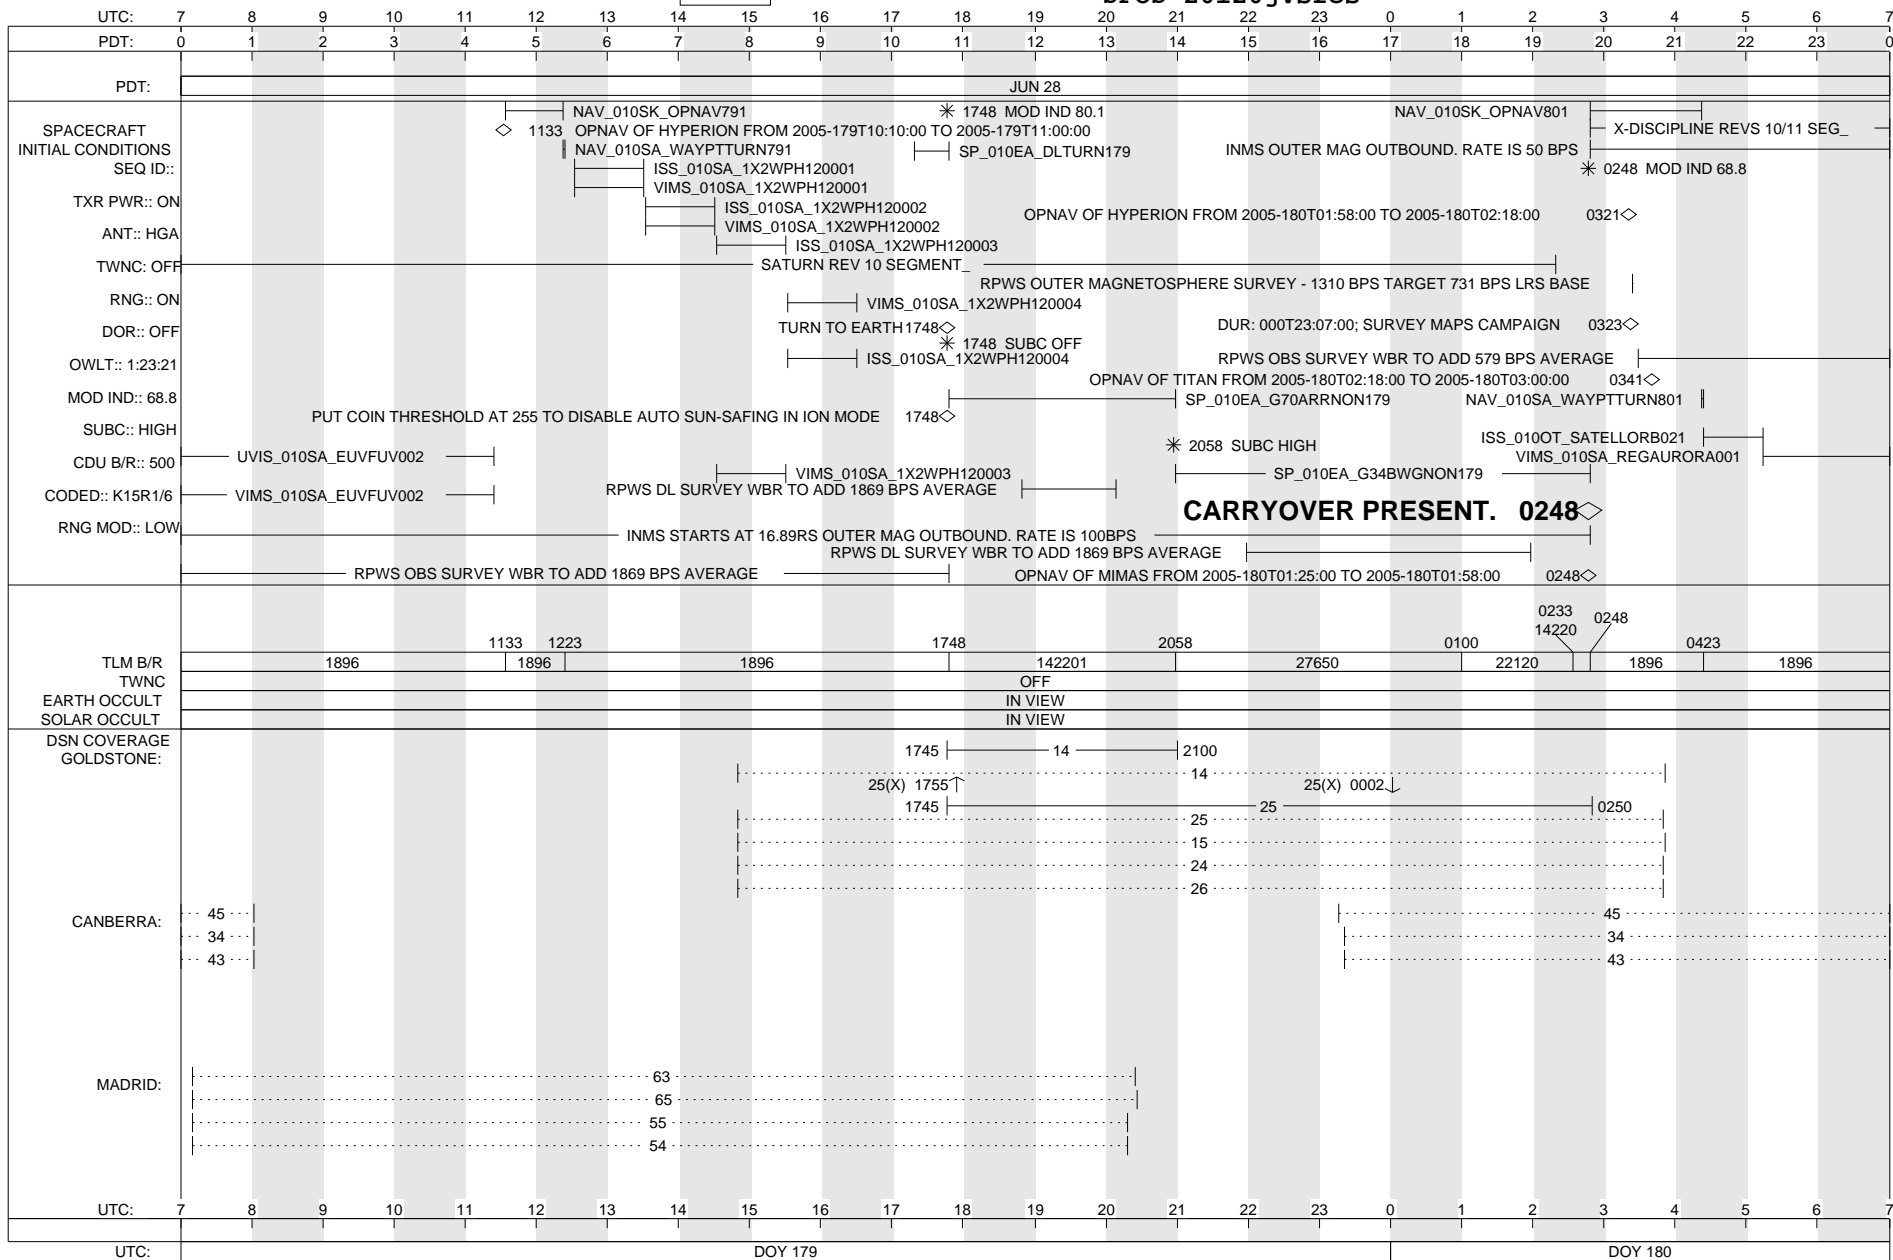 UTC: 7 8 9 10 11 12 13 14 15 16 17 18 19 20 21 22 23 0 1 2 3 4 5 6 7
PDT: 0 1 2 3 4 5 6 7 8 9 10 11 12 13 14 15 16 17 18 19 20 21 22 23 0
PDT: JUN 28
NAV_010SK_OPNAV791
1748 MOD IND 80.1
NAV_010SK_OPNAV801
SPACECRAFT
INITIAL CONDITIONS
1133 OPNAV OF HYPERION FROM 2005-179T10:10:00 TO 2005-179T11:00:00
X-DISCIPLINE REVS 10/11 SEG_
NAV_010SA_WAYPTTURN791
SP_010EA_DLTURN179
INMS OUTER MAG OUTBOUND. RATE IS 50 BPS
SEQ ID::
ISS_010SA_1X2WPH120001
0248 MOD IND 68.8
VIMS_010SA_1X2WPH120001
TXR PWR:: ON
ISS_010SA_1X2WPH120002
OPNAV OF HYPERION FROM 2005-180T01:58:00 TO 2005-180T02:18:00 0321
VIMS_010SA_1X2WPH120002
ANT:: HGA
ISS_010SA_1X2WPH120003
TWNC: OFF
SATURN REV 10 SEGMENT_
RPWS OUTER MAGNETOSPHERE SURVEY - 1310 BPS TARGET 731 BPS LRS BASE
RNG:: ON
VIMS_010SA_1X2WPH120004
DOR:: OFF
TURN TO EARTH 1748
DUR: 000T23:07:00; SURVEY MAPS CAMPAIGN 0323
1748 SUBC OFF
OWLT:: 1:23:21
ISS_010SA_1X2WPH120004
RPWS OBS SURVEY WBR TO ADD 579 BPS AVERAGE
OPNAV OF TITAN FROM 2005-180T02:18:00 TO 2005-180T03:00:00 0341
MOD IND:: 68.8
SP_010EA_G70ARRNON179
NAV_010SA_WAYPTTURN801
PUT COIN THRESHOLD AT 255 TO DISABLE AUTO SUN-SAFING IN ION MODE 1748
SUBC:: HIGH
2058 SUBC HIGH
ISS_010OT_SATELLORB021
UVIS_010SA_EUVFUV002
VIMS_010SA_REGAURORA001
CDU B/R:: 500
VIMS_010SA_1X2WPH120003
SP_010EA_G34BWGNON179
CODED:: K15R1/6
VIMS_010SA_EUVFUV002
RPWS DL SURVEY WBR TO ADD 1869 BPS AVERAGE
CARRYOVER PRESENT. 0248
RNG MOD:: LOW
INMS STARTS AT 16.89RS OUTER MAG OUTBOUND. RATE IS 100BPS
RPWS DL SURVEY WBR TO ADD 1869 BPS AVERAGE
RPWS OBS SURVEY WBR TO ADD 1869 BPS AVERAGE
OPNAV OF MIMAS FROM 2005-180T01:25:00 TO 2005-180T01:58:00 0248
0233 0248
14220
1133 1223 1748 2058 0100 0423
TLM B/R 1896 1896 1896 142201 27650 22120 1896 1896
TWNC OFF
EARTH OCCULT IN VIEW
SOLAR OCCULT IN VIEW
DSN COVERAGE
GOLDSTONE:
1745 14 2100
14
25(X) 1755 25(X) 0002
1745 25 0250
25
15
24
26
CANBERRA:
45 45
34 34
43 43
MADRID:
63
65
55
54
UTC: 7 8 9 10 11 12 13 14 15 16 17 18 19 20 21 22 23 0 1 2 3 4 5 6 7
UTC: DOY 179 DOY 180